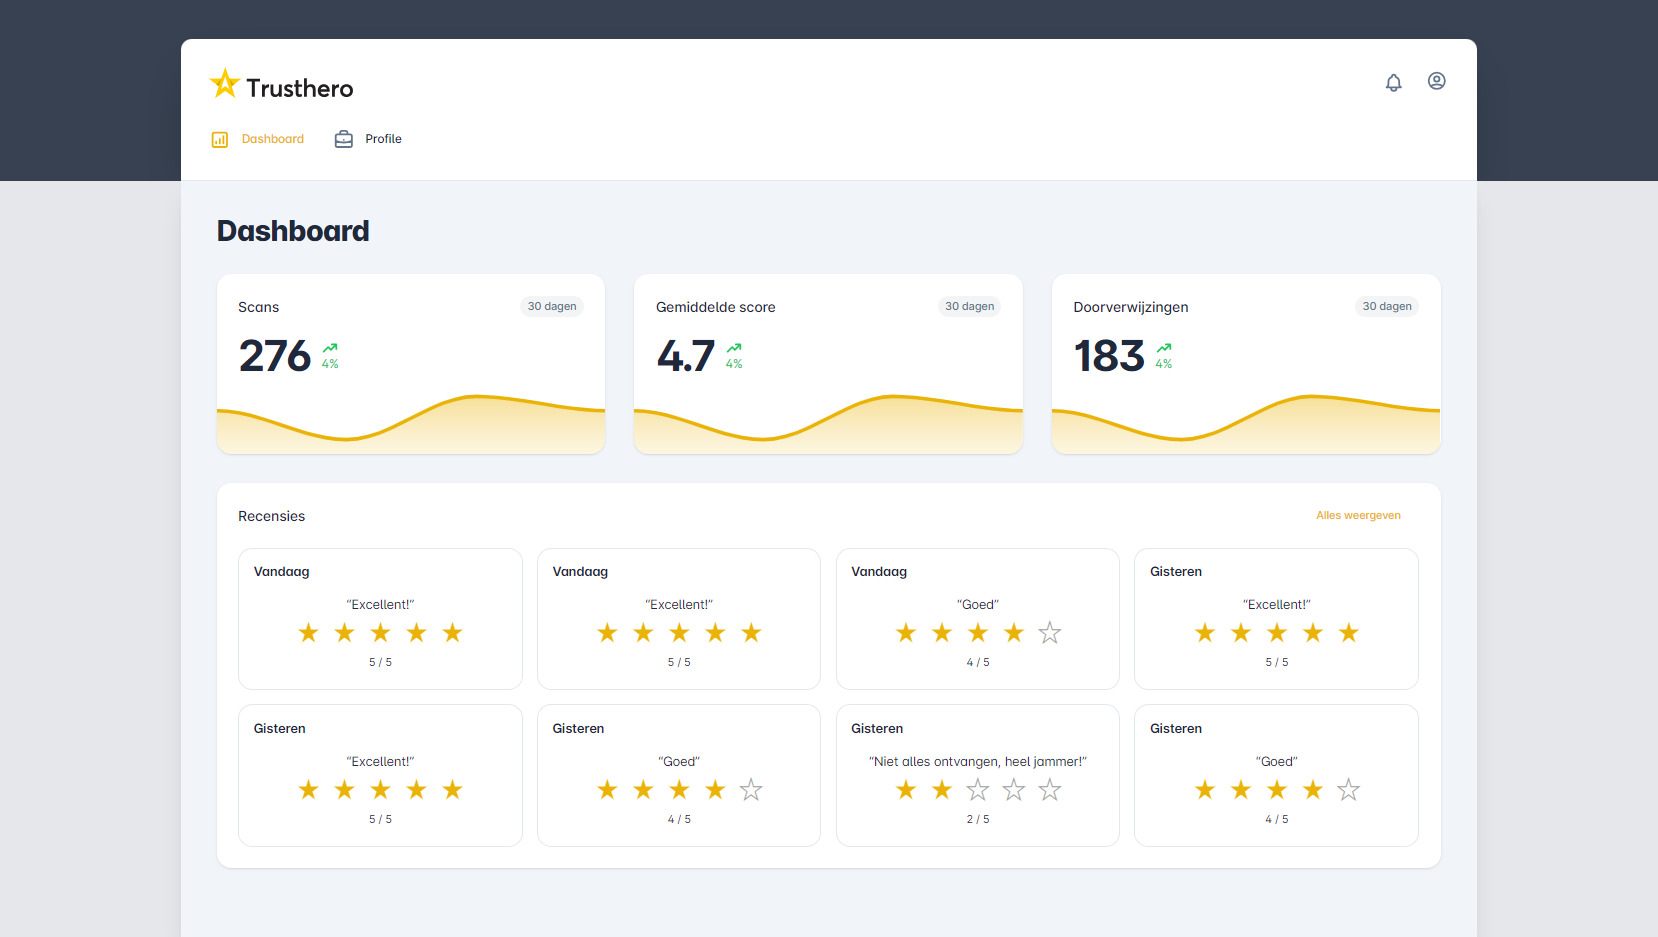 Trusthero
Dashboard Profile
Dashboard
Scans 30 dagen
276 4%
Gemiddelde score 30 dagen
4.7 4%
Doorverwijzingen 30 dagen
183 4%
Recensies Alles weergeven
Vandaag
“Excellent!”
5 / 5
Vandaag
“Excellent!”
5 / 5
Vandaag
“Goed”
4 / 5
Gisteren
“Excellent!”
5 / 5
Gisteren
“Excellent!”
5 / 5
Gisteren
“Goed”
4 / 5
Gisteren
“Niet alles ontvangen, heel jammer!”
2 / 5
Gisteren
“Goed”
4 / 5